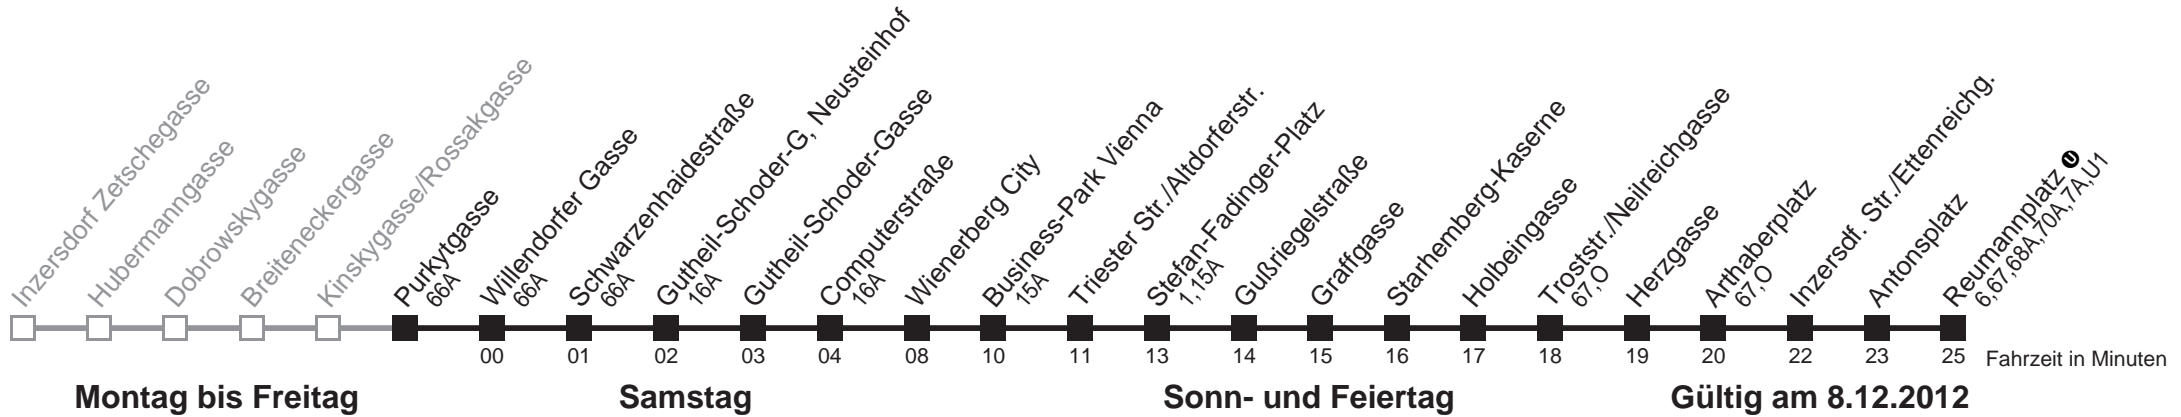 Inzersdorf Zetschegasse
Hubermanngasse
Dobrowskygasse
Breiteneckergasse
Kinskygasse/Rossakgasse
Purkytgasse
66A
Willendorfer Gasse
66A
Schwarzenhaidestraße
66A
Gutheil-Schoder-G, Neusteinhof
16A
Gutheil-Schoder-Gasse
Computerstraße
16A
Wienerberg City
Business-Park Vienna
15A
Triester Str./Altdorferstr.
Stefan-Fadinger-Platz
1,15A
Gußriegelstraße
Graffgasse
Starhemberg-Kaserne
Holbeingasse
Troststr./Neilreichgasse
67,O
Herzgasse
Arthaberplatz
67,O
Inzersdf. Str./Ettenreichg.
Antonsplatz
Reumannplatz U
6,67,68A,70A,7A,U1
00 01 02 03 04 08 10 11 13 14 15 16 17 18 19 20 22 23 25 Fahrzeit in Minuten
Montag bis Freitag Samstag Sonn- und Feiertag Gültig am 8.12.2012